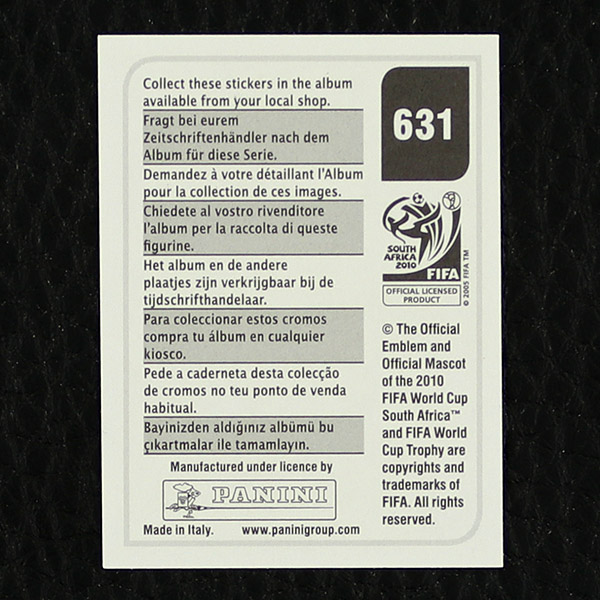 Collect these stickers in the album
available from your local shop.
Fragt bei eurem
Zeitschriftenhändler nach dem
Album für diese Serie.
Demandez à votre détaillant l'Album
pour la collection de ces images.
Chiedete al vostro rivenditore
l'album per la raccolta di queste
figurine.
Het album en de andere
plaatjes zijn verkrijgbaar bij de
tijdschrifthandelaar.
Para coleccionar estos cromos
compra tu álbum en cualquier
kiosco.
Pede a caderneta desta colecção
de cromos no teu ponto de venda
habitual.
Bayinizden aldığınız albümü bu
çıkartmalar ile tamamlayın.
Manufactured under licence by
PANINI
Made in Italy. www.paninigroup.com
631
SOUTH
AFRICA
2010
FIFA
OFFICIAL LICENSED
PRODUCT
© 2005 FIFA TM
© The Official
Emblem and
Official Mascot
of the 2010
FIFA World Cup
South Africa™
and FIFA World
Cup Trophy are
copyrights and
trademarks of
FIFA. All rights
reserved.